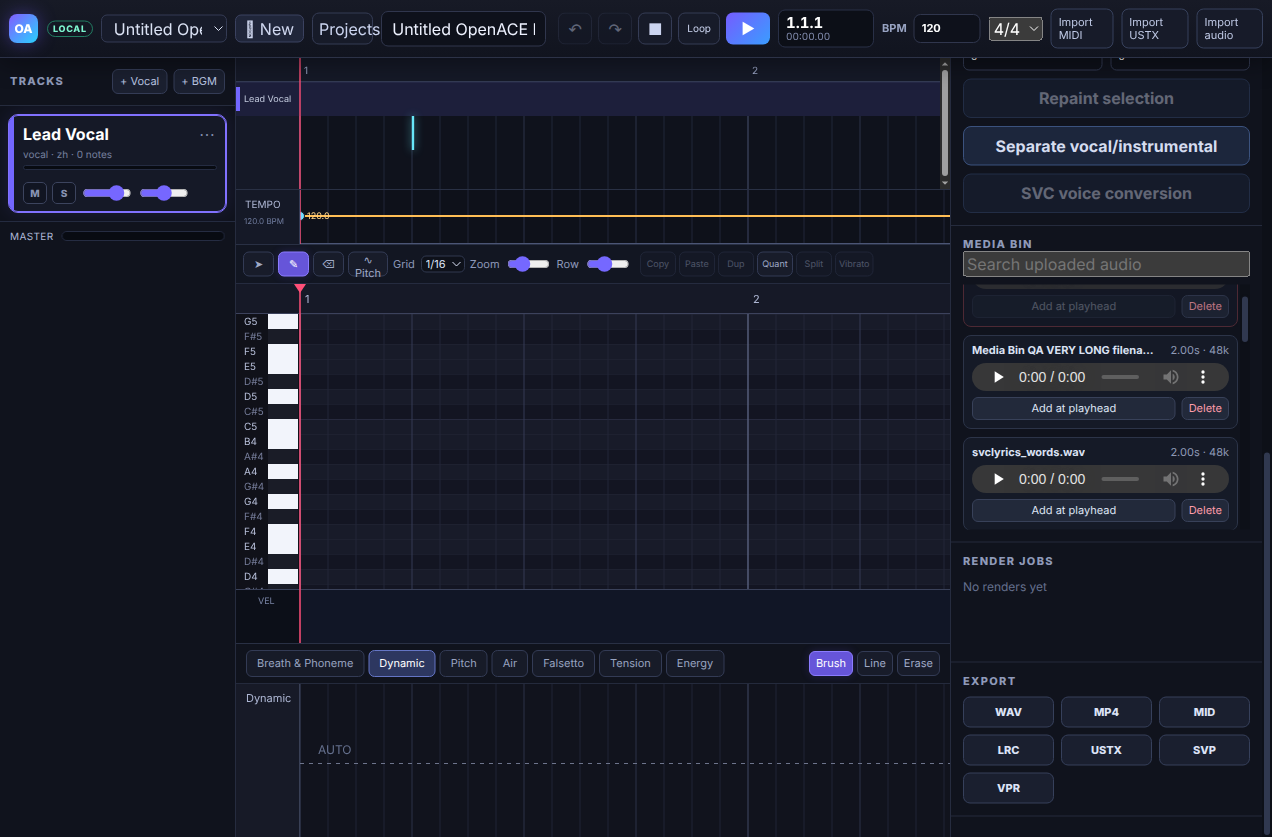 OA
LOCAL
Untitled Ope
New
Projects
Untitled OpenACE
Loop
1.1.1
00:00.00
BPM
120
4/4
Import MIDI
Import USTX
Import audio
TRACKS
+ Vocal
+ BGM
Lead Vocal
...
vocal · zh · 0 notes
M
S
MASTER
1
2
Lead Vocal
TEMPO
120.0 BPM
120.0
Pitch
Grid
1/16
Zoom
Row
Copy
Paste
Dup
Quant
Split
Vibrato
1
2
G5
F#5
F5
E5
D#5
D5
C#5
C5
B4
A#4
A4
G#4
G4
F#4
F4
E4
D#4
D4
VEL
Breath & Phoneme
Dynamic
Pitch
Air
Falsetto
Tension
Energy
Brush
Line
Erase
Dynamic
AUTO
Repaint selection
Separate vocal/instrumental
SVC voice conversion
MEDIA BIN
Search uploaded audio
Add at playhead
Delete
Media Bin QA VERY LONG filena...
2.00s · 48k
0:00 / 0:00
Add at playhead
Delete
svclyrics_words.wav
2.00s · 48k
0:00 / 0:00
Add at playhead
Delete
RENDER JOBS
No renders yet
EXPORT
WAV
MP4
MID
LRC
USTX
SVP
VPR